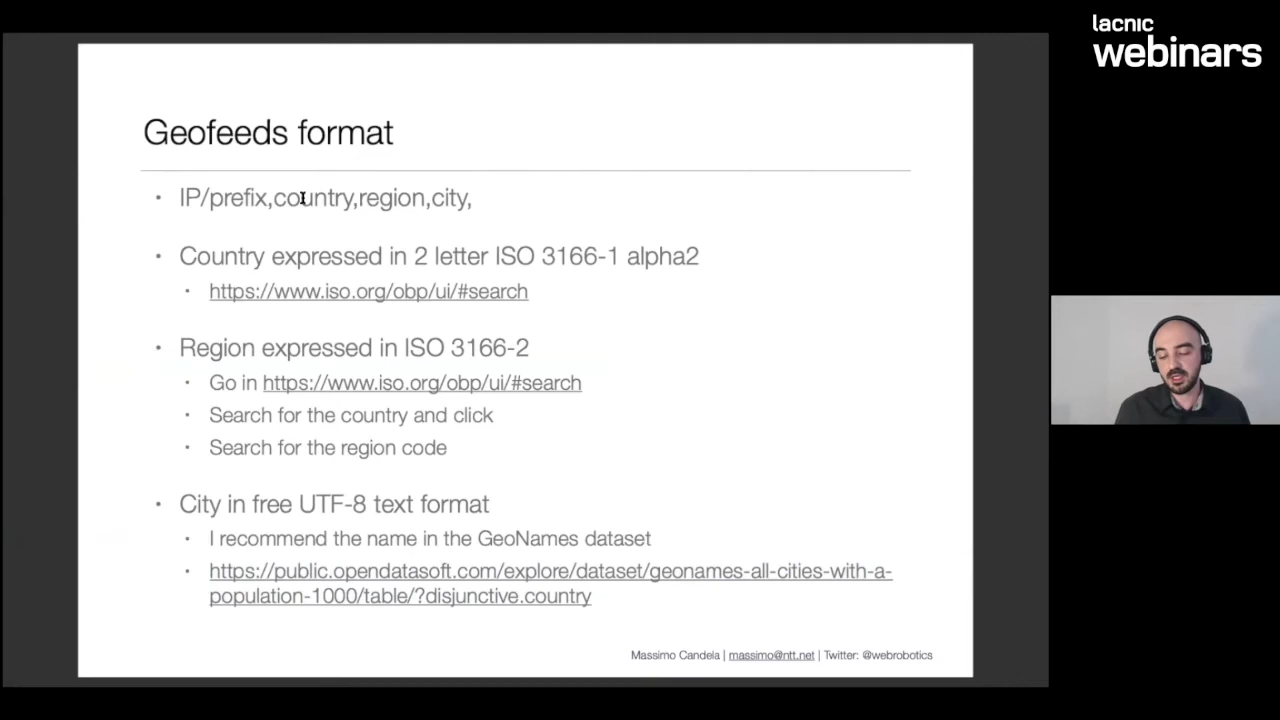 lacnic
webinars
Geofeeds format
• IP/prefix,country,region,city,
• Country expressed in 2 letter ISO 3166-1 alpha2
• https://www.iso.org/obp/ui/#search
• Region expressed in ISO 3166-2
• Go in https://www.iso.org/obp/ui/#search
• Search for the country and click
• Search for the region code
• City in free UTF-8 text format
• I recommend the name in the GeoNames dataset
• https://public.opendatasoft.com/explore/dataset/geonames-all-cities-with-a-
population-1000/table/?disjunctive.country
Massimo Candela | massimo@ntt.net | Twitter: @webrobotics